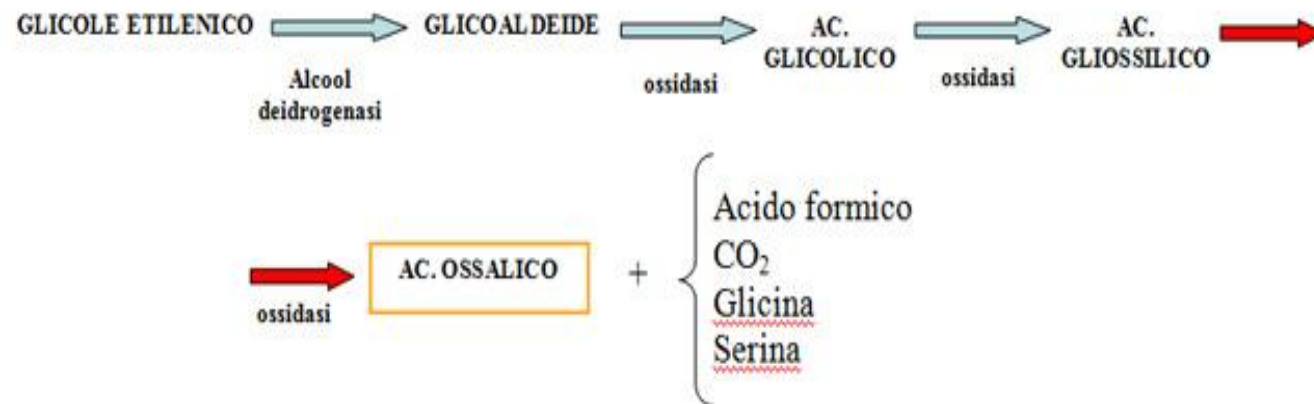 GLICOLE ETILENICO
Alcool
deidrogenasi
GLICOALDEIDE
ossidasi
AC.
GLICOLICO
ossidasi
AC.
GLIOSSILICO
ossidasi
AC. OSSALICO
+
Acido formico
CO₂
Glicina
Serina